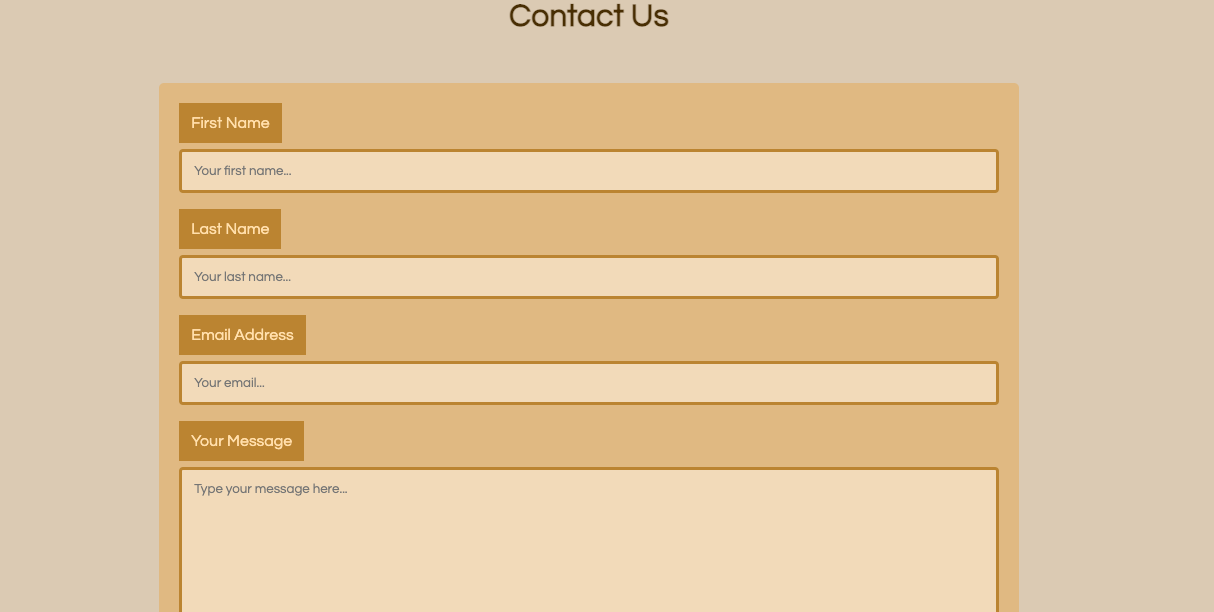 Contact Us
First Name
Your first name...
Last Name
Your last name...
Email Address
Your email...
Your Message
Type your message here...